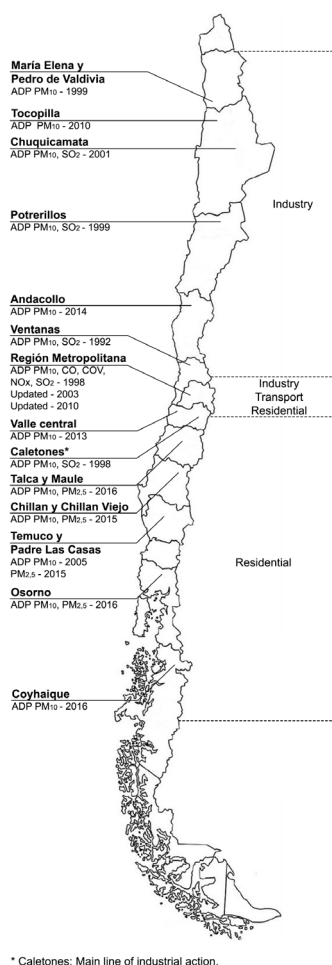 María Elena y
Pedro de Valdivia
ADP PM10 - 1999
Tocopilla
ADP PM10 - 2010
Chuquicamata
ADP PM10, SO2 - 2001
Industry
Potrerillos
ADP PM10, SO2 - 1999
Andacollo
ADP PM10 - 2014
Ventanas
ADP PM10, SO2 - 1992
Región Metropolitana
ADP PM10, CO, COV,
NOx, SO2 - 1998
Updated - 2003
Updated - 2010
Industry
Transport
Residential
Valle central
ADP PM10 - 2013
Caletones*
ADP PM10, SO2 - 1998
Talca y Maule
ADP PM10, PM2,5 - 2016
Chillan y Chillan Viejo
ADP PM10, PM2,5 - 2015
Temuco y
Padre Las Casas
ADP PM10 - 2005
PM2,5 - 2015
Residential
Osorno
ADP PM10, PM2,5 - 2016
Coyhaique
ADP PM10 - 2016
* Caletones: Main line of industrial action.